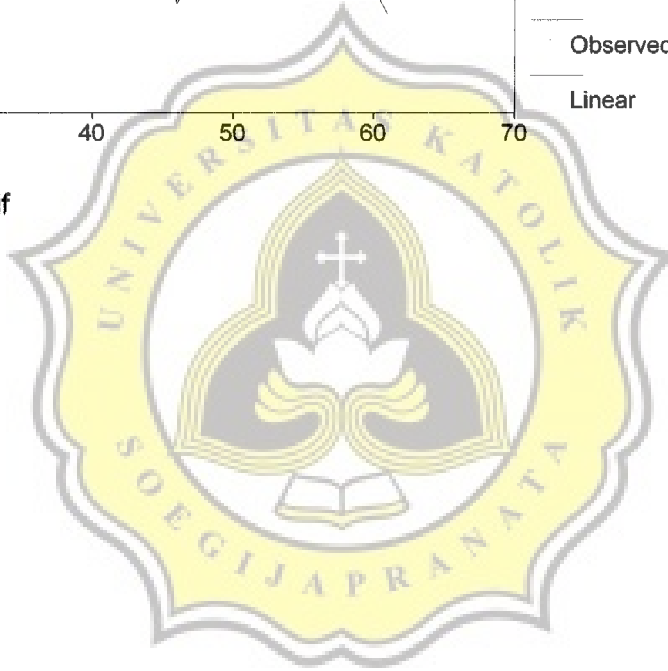 Observed
Linear
40 50 60 70
f
UNIVERSITAS KATOLIK
SOEGIJAPRANATA